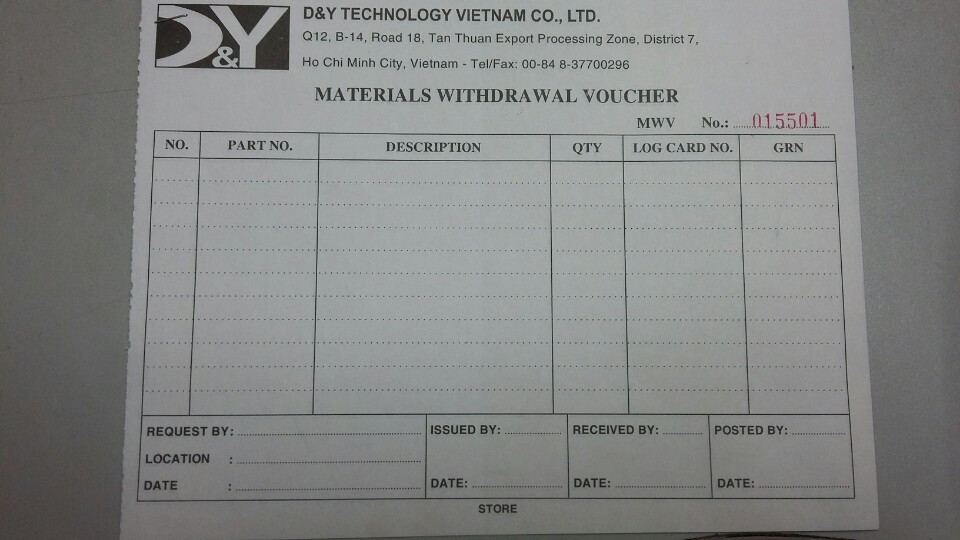 D&Y
D&Y TECHNOLOGY VIETNAM CO., LTD.
Q12, B-14, Road 18, Tan Thuan Export Processing Zone, District 7,
Ho Chi Minh City, Vietnam - Tel/Fax: 00-84 8-37700296
MATERIALS WITHDRAWAL VOUCHER
MWV No.: 015501
NO. PART NO. DESCRIPTION QTY LOG CARD NO. GRN
REQUEST BY: ISSUED BY: RECEIVED BY: POSTED BY:
LOCATION :
DATE : DATE: DATE: DATE:
STORE